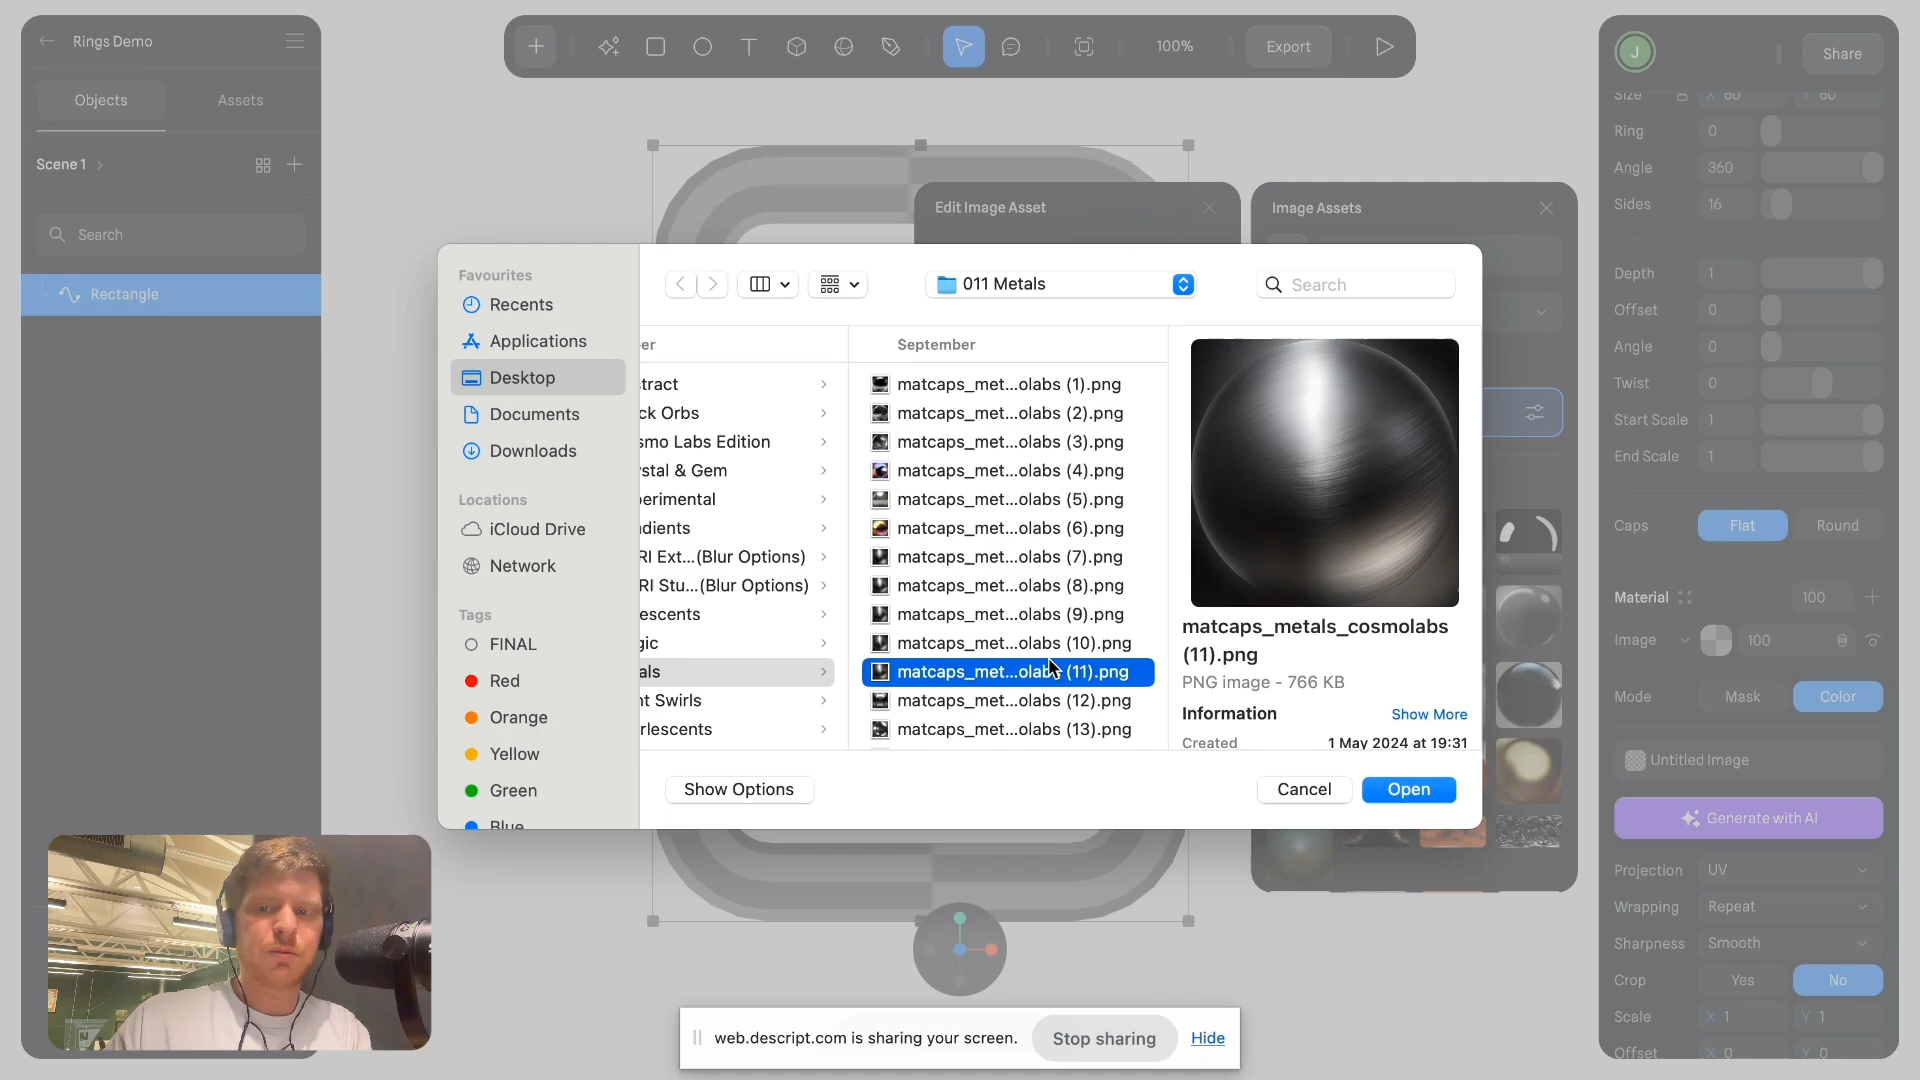 Rings Demo
100%
Export
J
Share
Objects
Assets
Size X 60 Y 60
Ring 0
Angle 360
Sides 16
Scene 1
Search
Rectangle
Edit Image Asset
Image Assets
Favourites
Recents
Applications
Desktop
Documents
Downloads
Locations
iCloud Drive
Network
Tags
FINAL
Red
Orange
Yellow
Green
Blue
011 Metals
Search
er
tract
ck Orbs
smo Labs Edition
ystal & Gem
perimental
dients
RI Ext...(Blur Options)
RI Stu...(Blur Options)
escents
gic
als
nt Swirls
rlescents
September
matcaps_met...olabs (1).png
matcaps_met...olabs (2).png
matcaps_met...olabs (3).png
matcaps_met...olabs (4).png
matcaps_met...olabs (5).png
matcaps_met...olabs (6).png
matcaps_met...olabs (7).png
matcaps_met...olabs (8).png
matcaps_met...olabs (9).png
matcaps_met...olabs (10).png
matcaps_met...olabs (11).png
matcaps_met...olabs (12).png
matcaps_met...olabs (13).png
matcaps_metals_cosmolabs
(11).png
PNG image - 766 KB
Information Show More
Created 1 May 2024 at 19:31
Show Options
Cancel
Open
Depth 1
Offset 0
Angle 0
Twist 0
Start Scale 1
End Scale 1
Caps Flat Round
Material 100
Image 100
Mode Mask Color
Untitled Image
Generate with AI
Projection UV
Wrapping Repeat
Sharpness Smooth
Crop Yes No
Scale X 1 Y 1
Offset X 0 Y 0
web.descript.com is sharing your screen.
Stop sharing
Hide